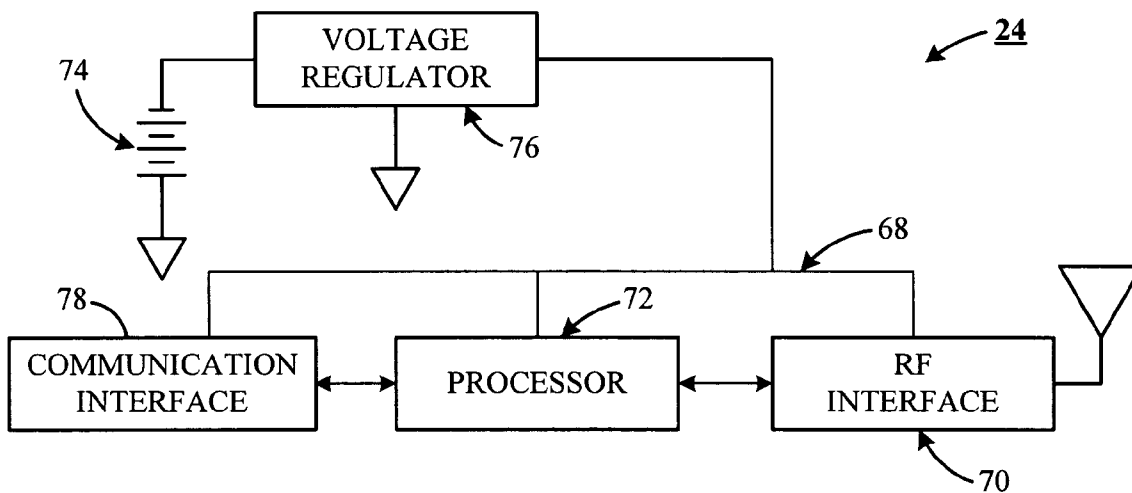 24
VOLTAGE
REGULATOR
74
76
68
78
72
COMMUNICATION
INTERFACE
PROCESSOR
RF
INTERFACE
70